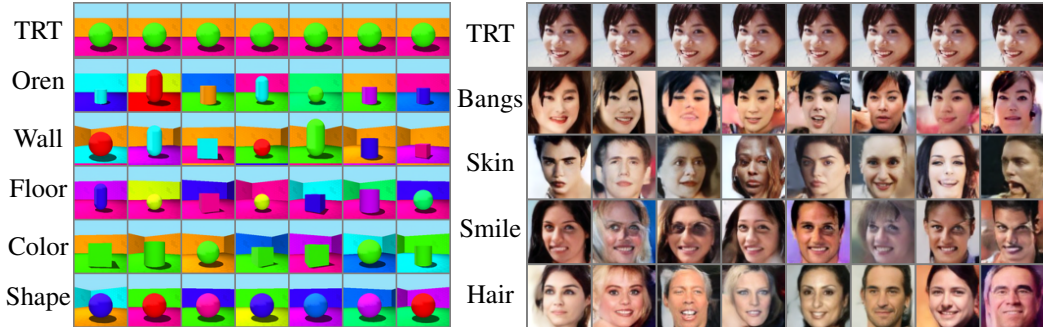 TRT
Oren
Wall
Floor
Color
Shape
TRT
Bangs
Skin
Smile
Hair